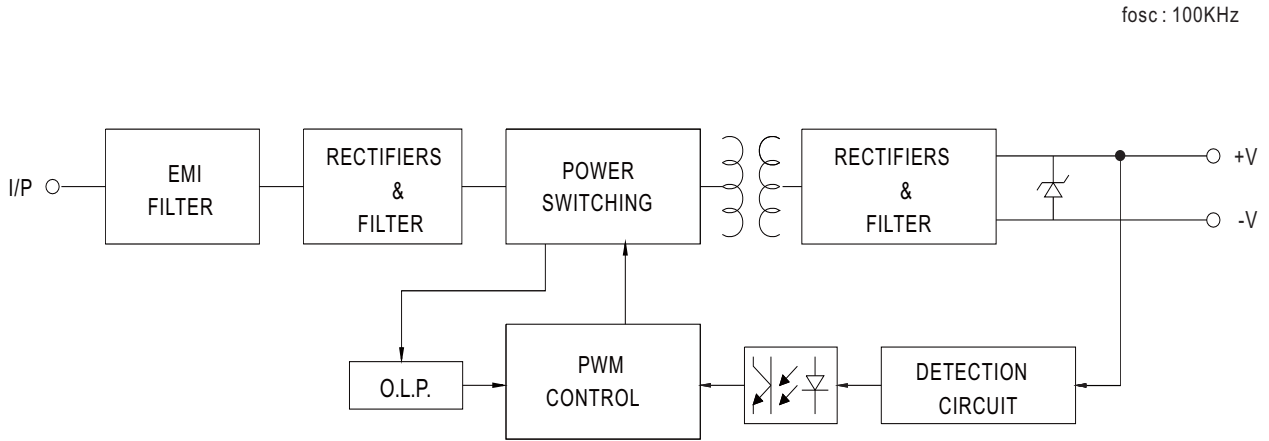 fosc : 100KHz
I/P
EMI
FILTER
RECTIFIERS
&
FILTER
POWER
SWITCHING
RECTIFIERS
&
FILTER
+V
-V
O.L.P.
PWM
CONTROL
DETECTION
CIRCUIT